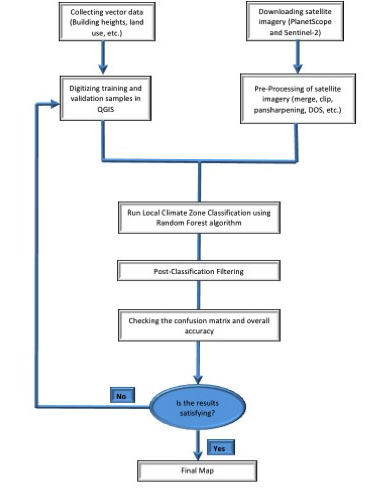 Collecting vector data
(Building heights, land
use, etc.)
Downloading satellite
imagery (PlanetScope
and Sentinel-2)
Digitizing training and
validation samples in
QGIS
Pre-Processing of satellite
imagery (merge, clip,
pansharpening, DOS, etc.)
Run Local Climate Zone Classification using
Random Forest algorithm
Post-Classification Filtering
Checking the confusion matrix and overall
accuracy
Is the results
satisfying?
No
Yes
Final Map